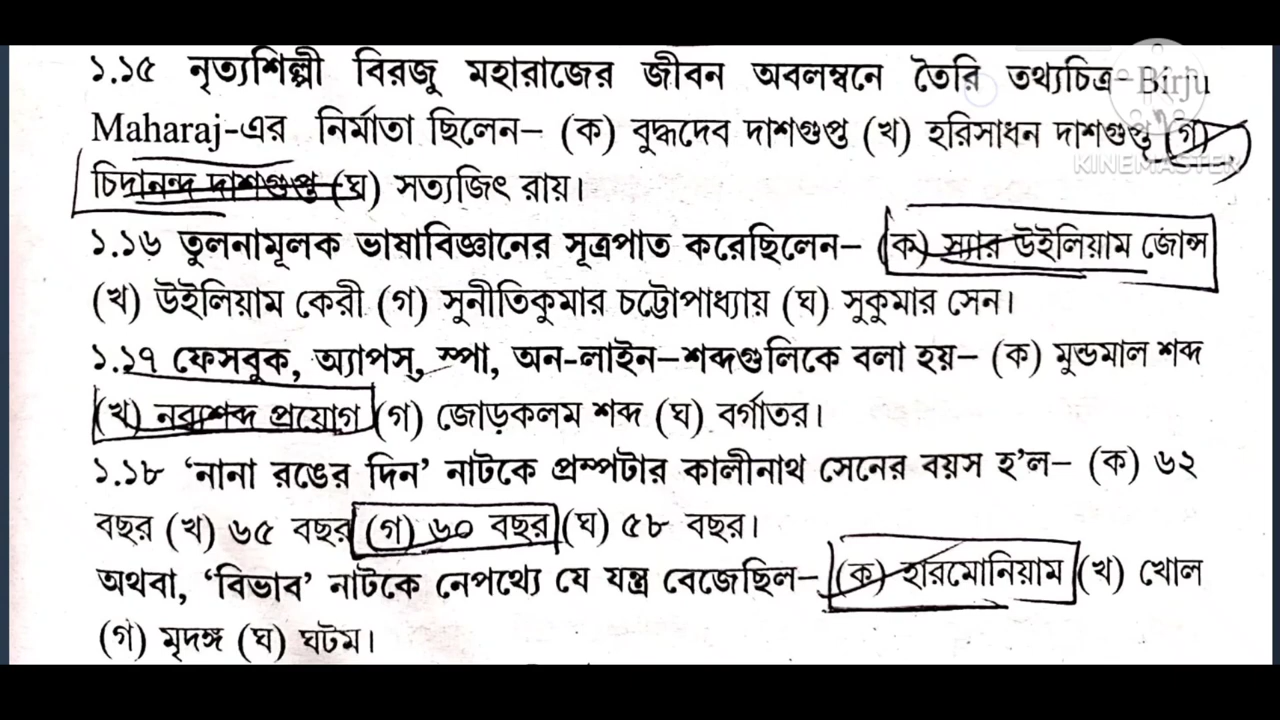 ১.১৫ নৃত্যশিল্পী বিরজু মহারাজের জীবন অবলম্বনে তৈরি তথ্যচিত্র– Birju
Maharaj-এর নির্মাতা ছিলেন– (ক) বুদ্ধদেব দাশগুপ্ত (খ) হরিসাধন দাশগুপ্ত (গ)
KINEMASTER
চিদানন্দ দাশগুপ্ত (ঘ) সত্যজিৎ রায়।
১.১৬ তুলনামূলক ভাষাবিজ্ঞানের সূত্রপাত করেছিলেন– (ক) স্যার উইলিয়াম জোন্স
(খ) উইলিয়াম কেরী (গ) সুনীতিকুমার চট্টোপাধ্যায় (ঘ) সুকুমার সেন।
১.১৭ ফেসবুক, অ্যাপস্, স্পা, অন-লাইন–শব্দগুলিকে বলা হয়– (ক) মুন্ডমাল শব্দ
(খ) নব্যশব্দ প্রয়োগ (গ) জোড়কলম শব্দ (ঘ) বর্গাতর।
১.১৮ ‘নানা রঙের দিন’ নাটকে প্রম্পটার কালীনাথ সেনের বয়স হ’ল– (ক) ৬২
বছর (খ) ৬৫ বছর (গ) ৬০ বছর (ঘ) ৫৮ বছর।
অথবা, ‘বিভাব’ নাটকে নেপথ্যে যে যন্ত্র বেজেছিল– (ক) হারমোনিয়াম (খ) খোল
(গ) মৃদঙ্গ (ঘ) ঘটম।